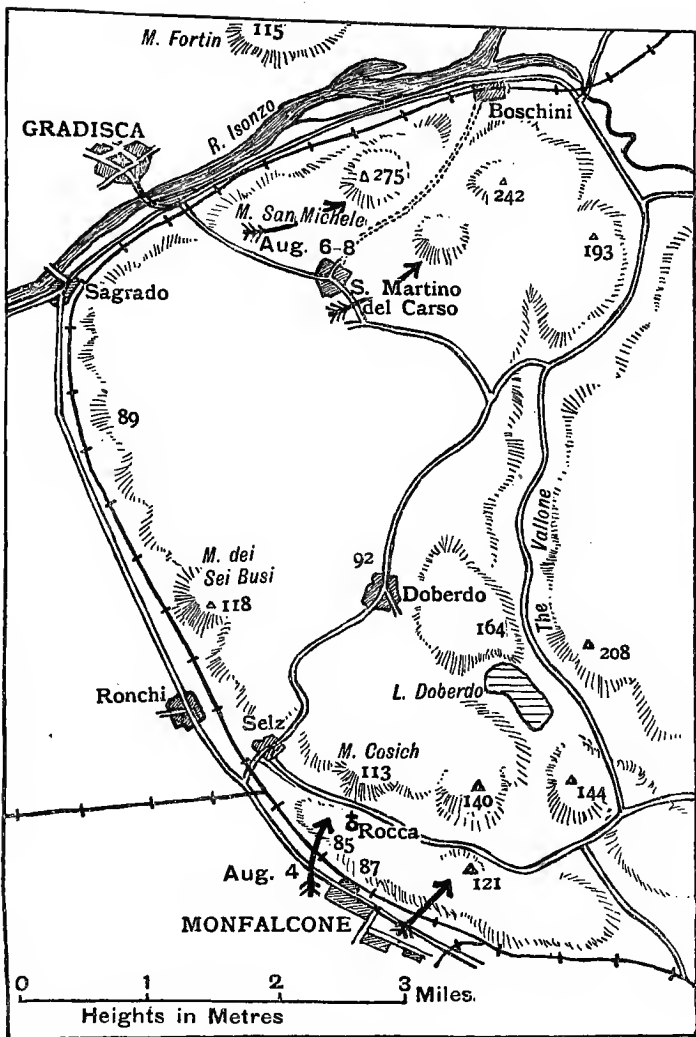 M. Fortin
115
GRADISCA
R. Isonzo
Boschini
275
242
M. San Michele
Aug. 6-8
193
S. Martino
del Carso
Sagrado
89
M. dei
Sei Busi
118
92
Doberdo
164
The Vallone
208
L. Doberdo
Ronchi
Selz
M. Cosich
113
140
144
Rocca
85
Aug. 4
87
121
MONFALCONE
0 1 2 3 Miles.
Heights in Metres